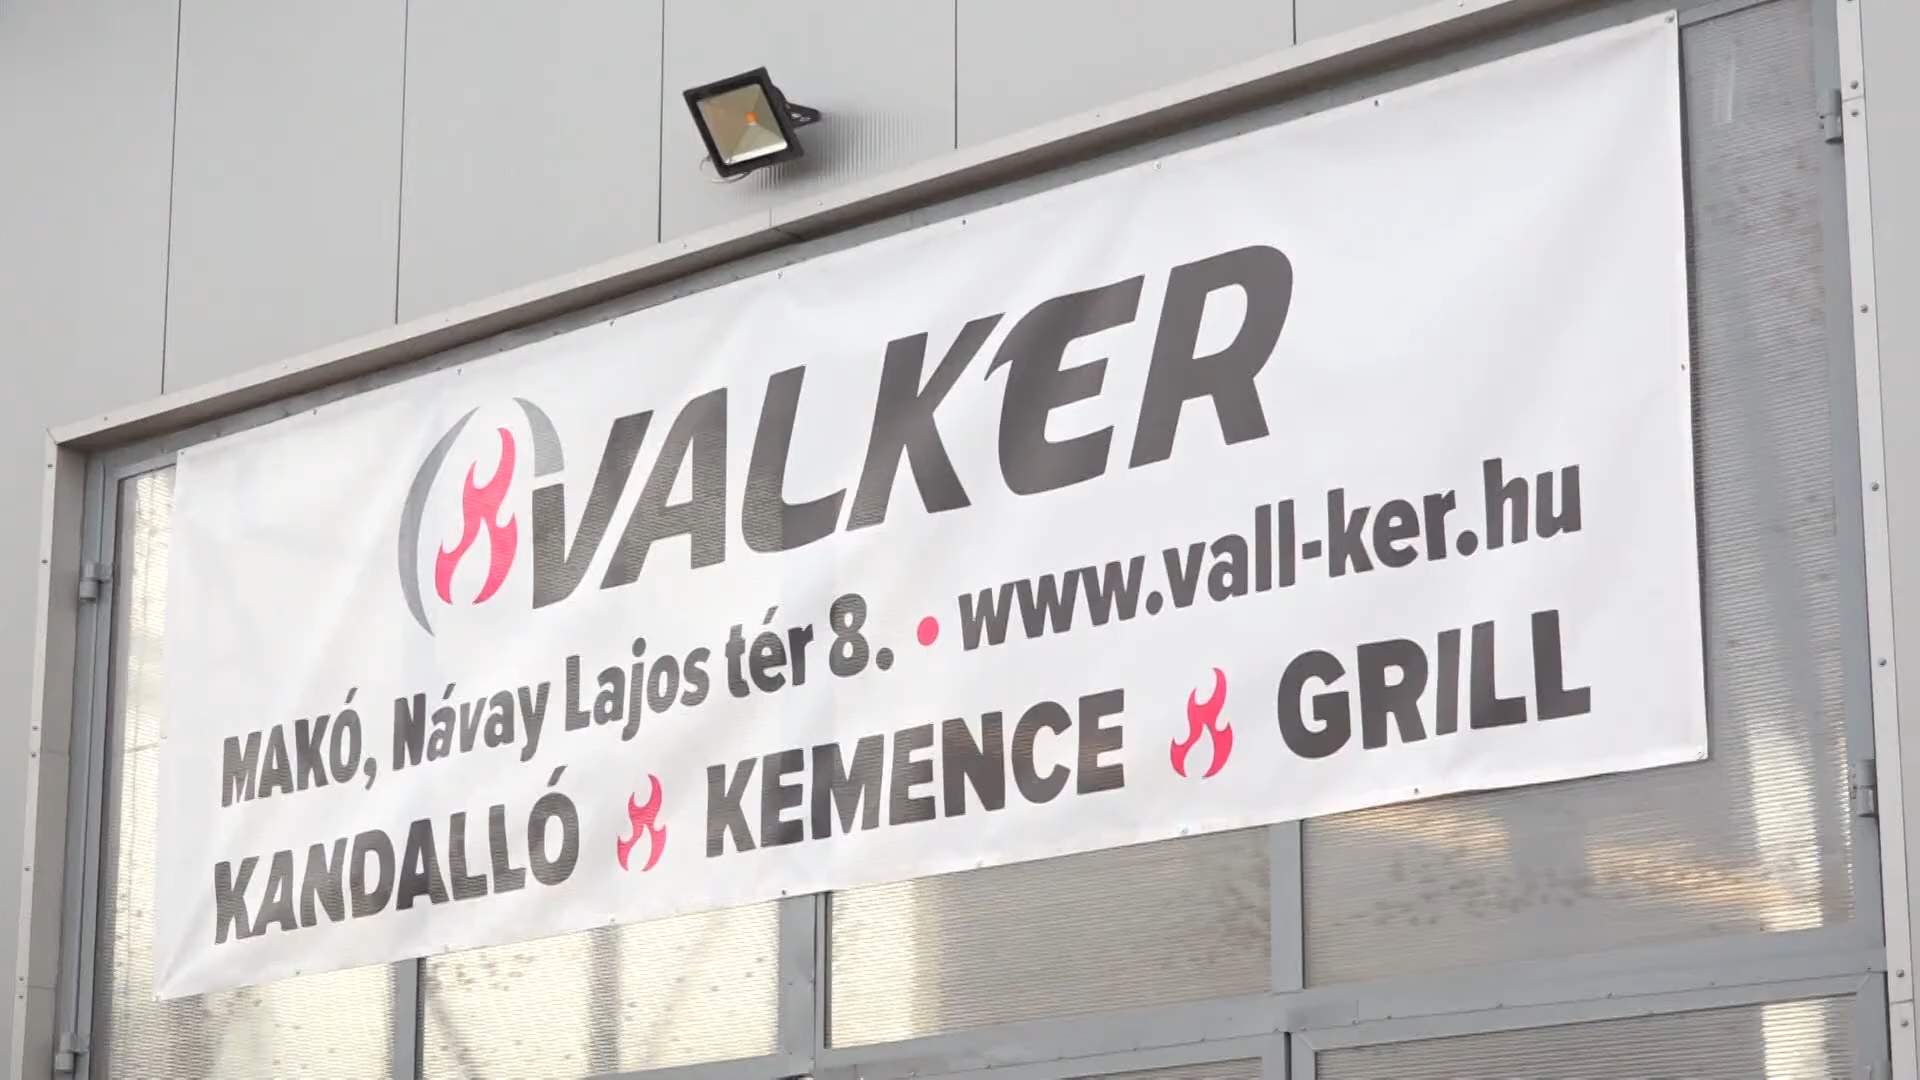 VALKER
MAKÓ, Návay Lajos tér 8. • www.vall-ker.hu
KANDALLÓ KEMENCE GRILL